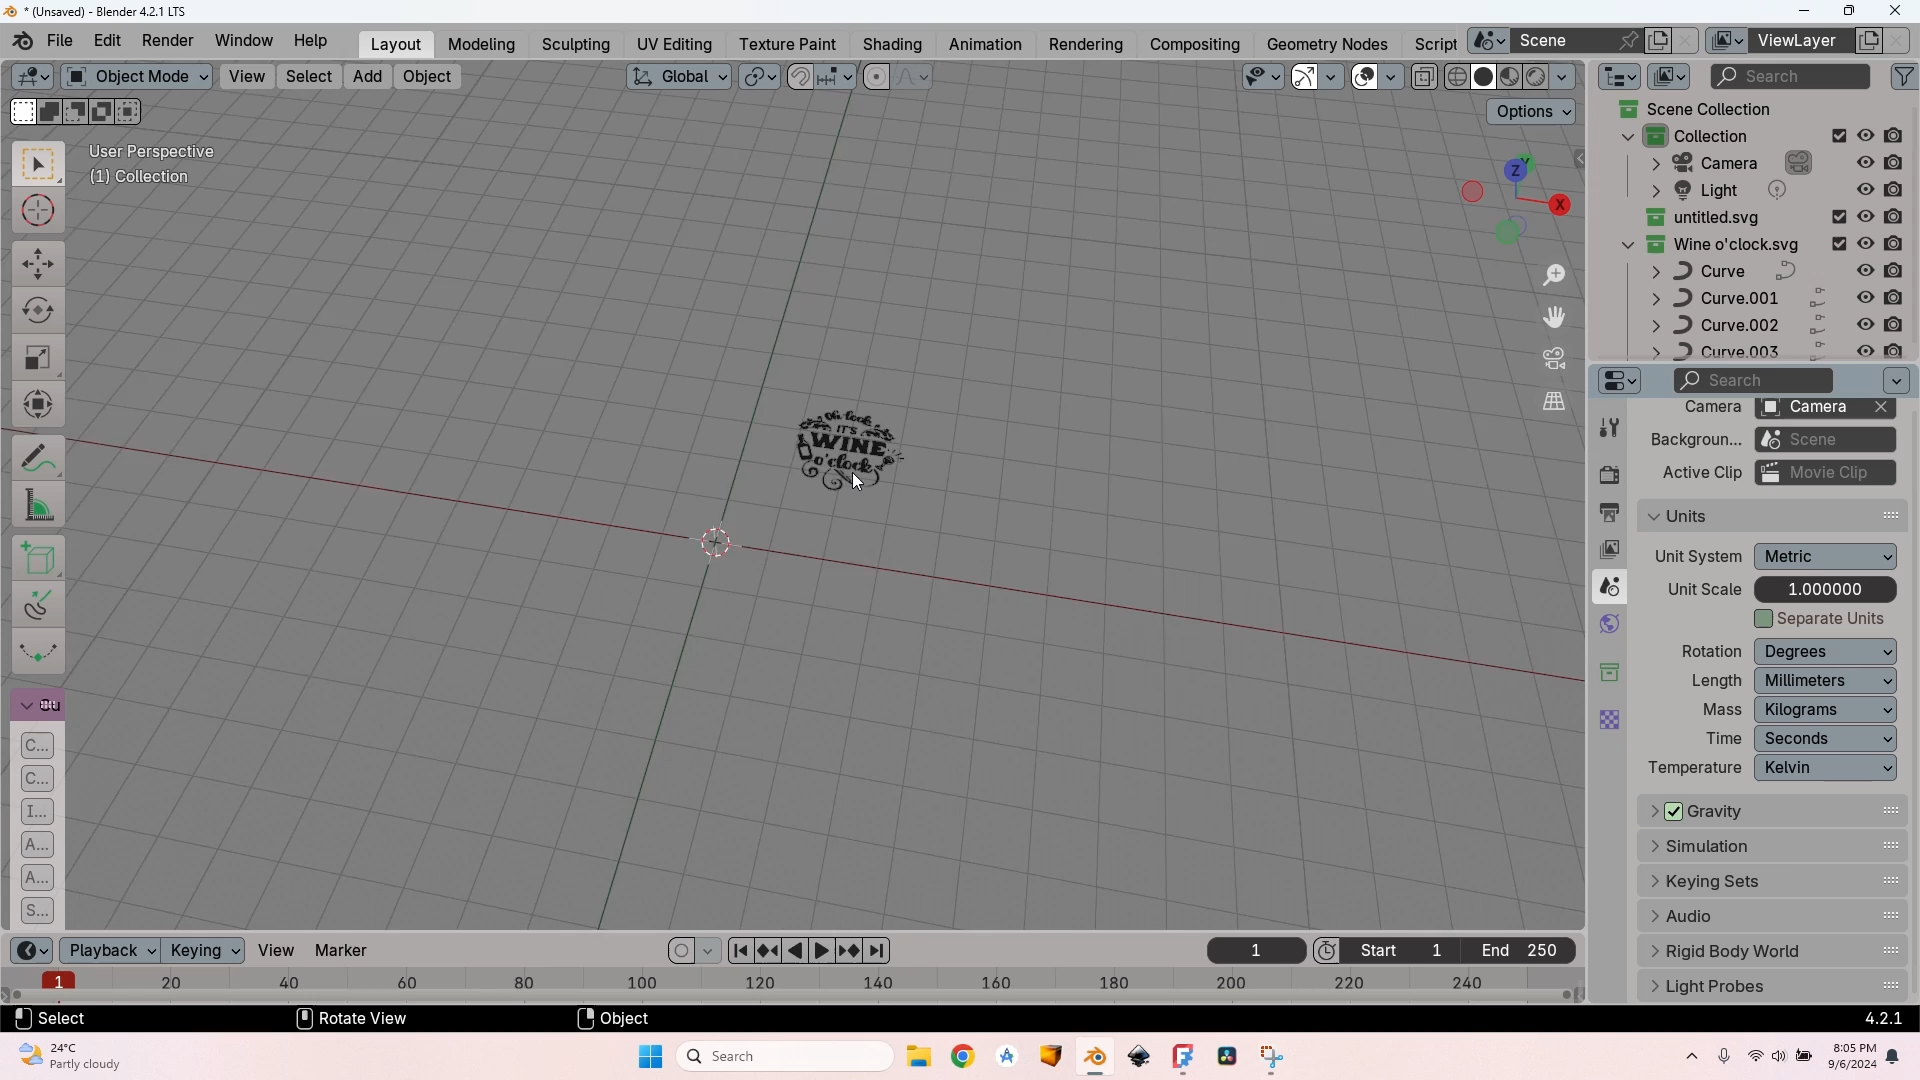 * (Unsaved) - Blender 4.2.1 LTS
File Edit Render Window Help Layout Modeling Sculpting UV Editing Texture Paint Shading Animation Rendering Compositing Geometry Nodes Script Scene ViewLayer
Object Mode View Select Add Object Global Search
Options
User Perspective
(1) Collection
Z Y X
Scene Collection
Collection
Camera
Light
untitled.svg
Wine o'clock.svg
Curve
Curve.001
Curve.002
Curve.003
Search
Camera Camera
Backgroun... Scene
Active Clip Movie Clip
Units
Unit System Metric
Unit Scale 1.000000
Separate Units
Rotation Degrees
Length Millimeters
Mass Kilograms
Time Seconds
Temperature Kelvin
Gravity
Simulation
Keying Sets
Audio
Rigid Body World
Light Probes
Oh look
IT'S
WINE
o'clock
C...
C...
I...
A...
A...
S...
Playback Keying View Marker 1 Start 1 End 250
1 20 40 60 80 100 120 140 160 180 200 220 240
Select Rotate View Object 4.2.1
24°C
Partly cloudy
Search
8:05 PM
9/6/2024